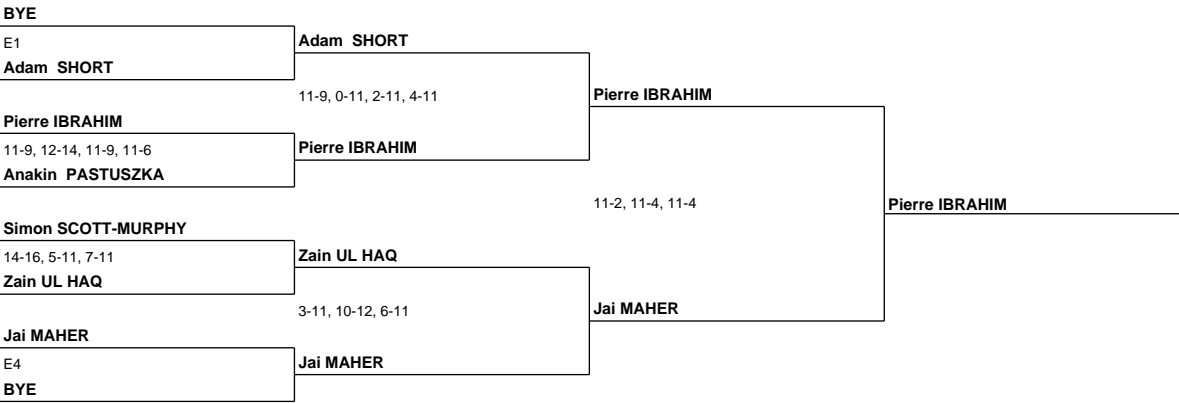 BYE
E1
Adam SHORT
Adam SHORT
11-9, 0-11, 2-11, 4-11
Pierre IBRAHIM
Pierre IBRAHIM
11-9, 12-14, 11-9, 11-6
Anakin PASTUSZKA
Pierre IBRAHIM
11-2, 11-4, 11-4
Pierre IBRAHIM
Simon SCOTT-MURPHY
14-16, 5-11, 7-11
Zain UL HAQ
Zain UL HAQ
3-11, 10-12, 6-11
Jai MAHER
Jai MAHER
E4
BYE
Jai MAHER